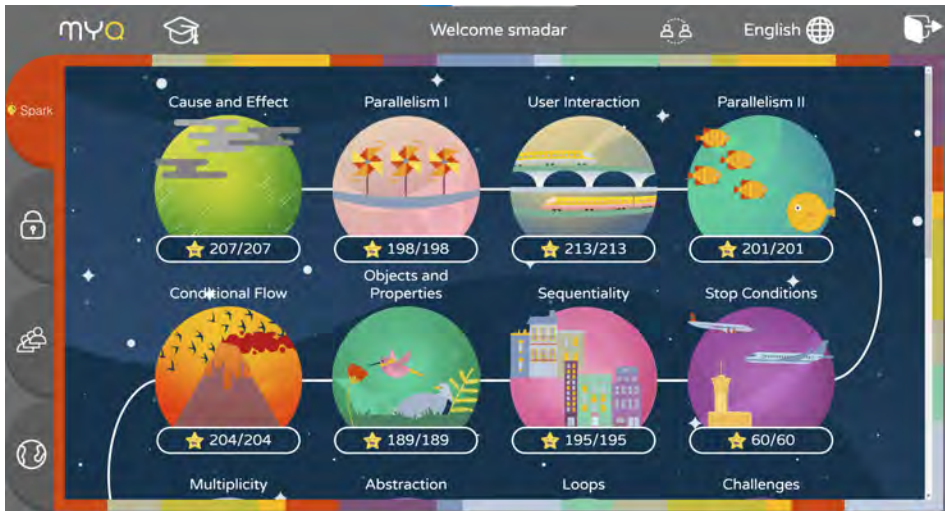 MYQ
Welcome smadar
English
Spark
Cause and Effect
Parallelism I
User Interaction
Parallelism II
207/207
198/198
213/213
201/201
Conditional Flow
Objects and
Properties
Sequentiality
Stop Conditions
204/204
189/189
195/195
60/60
Multiplicity
Abstraction
Loops
Challenges